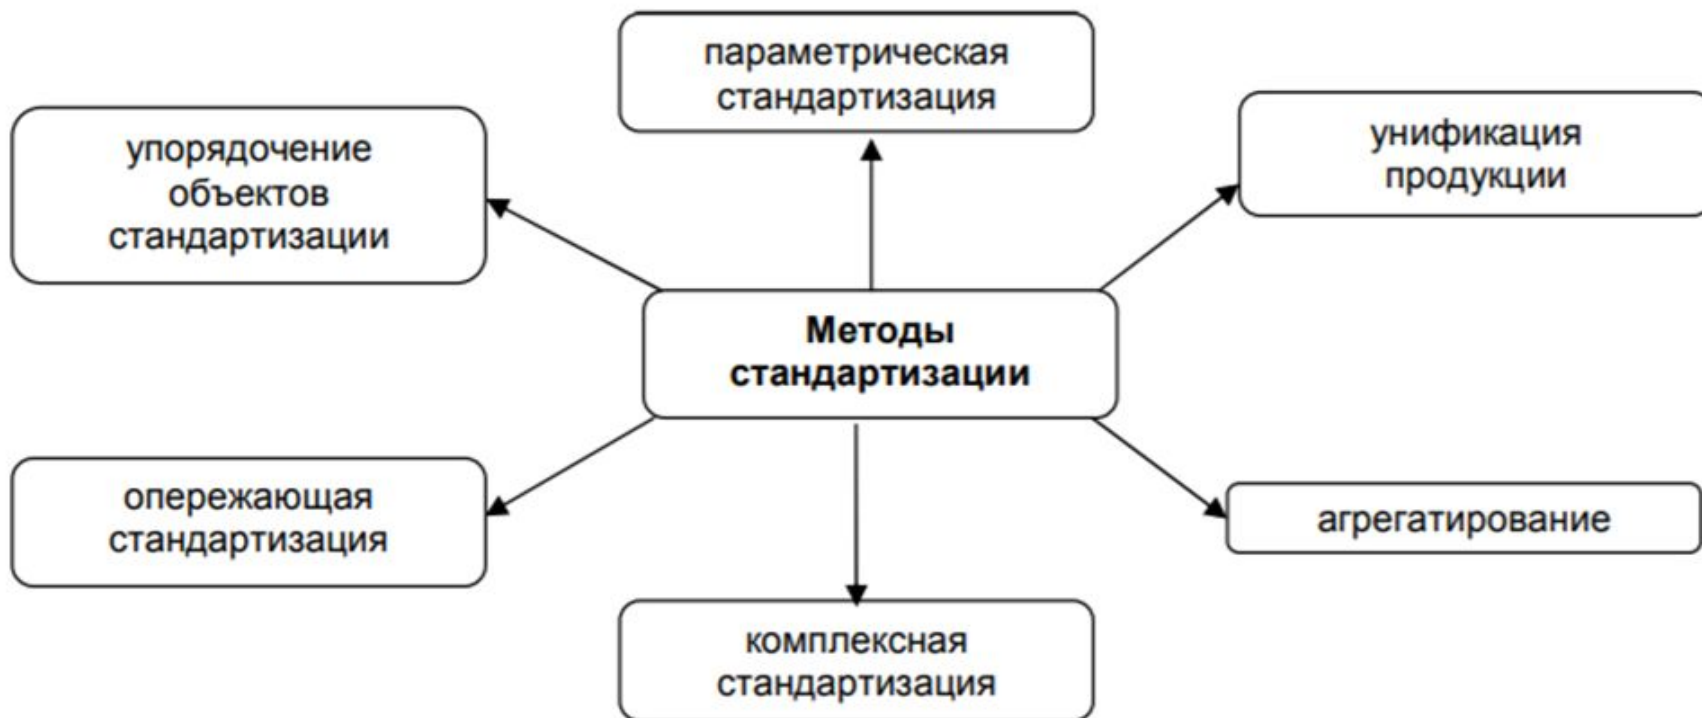 параметрическая
стандартизация
упорядочение
объектов
стандартизации
унификация
продукции
Методы
стандартизации
опережающая
стандартизация
агрегатирование
комплексная
стандартизация